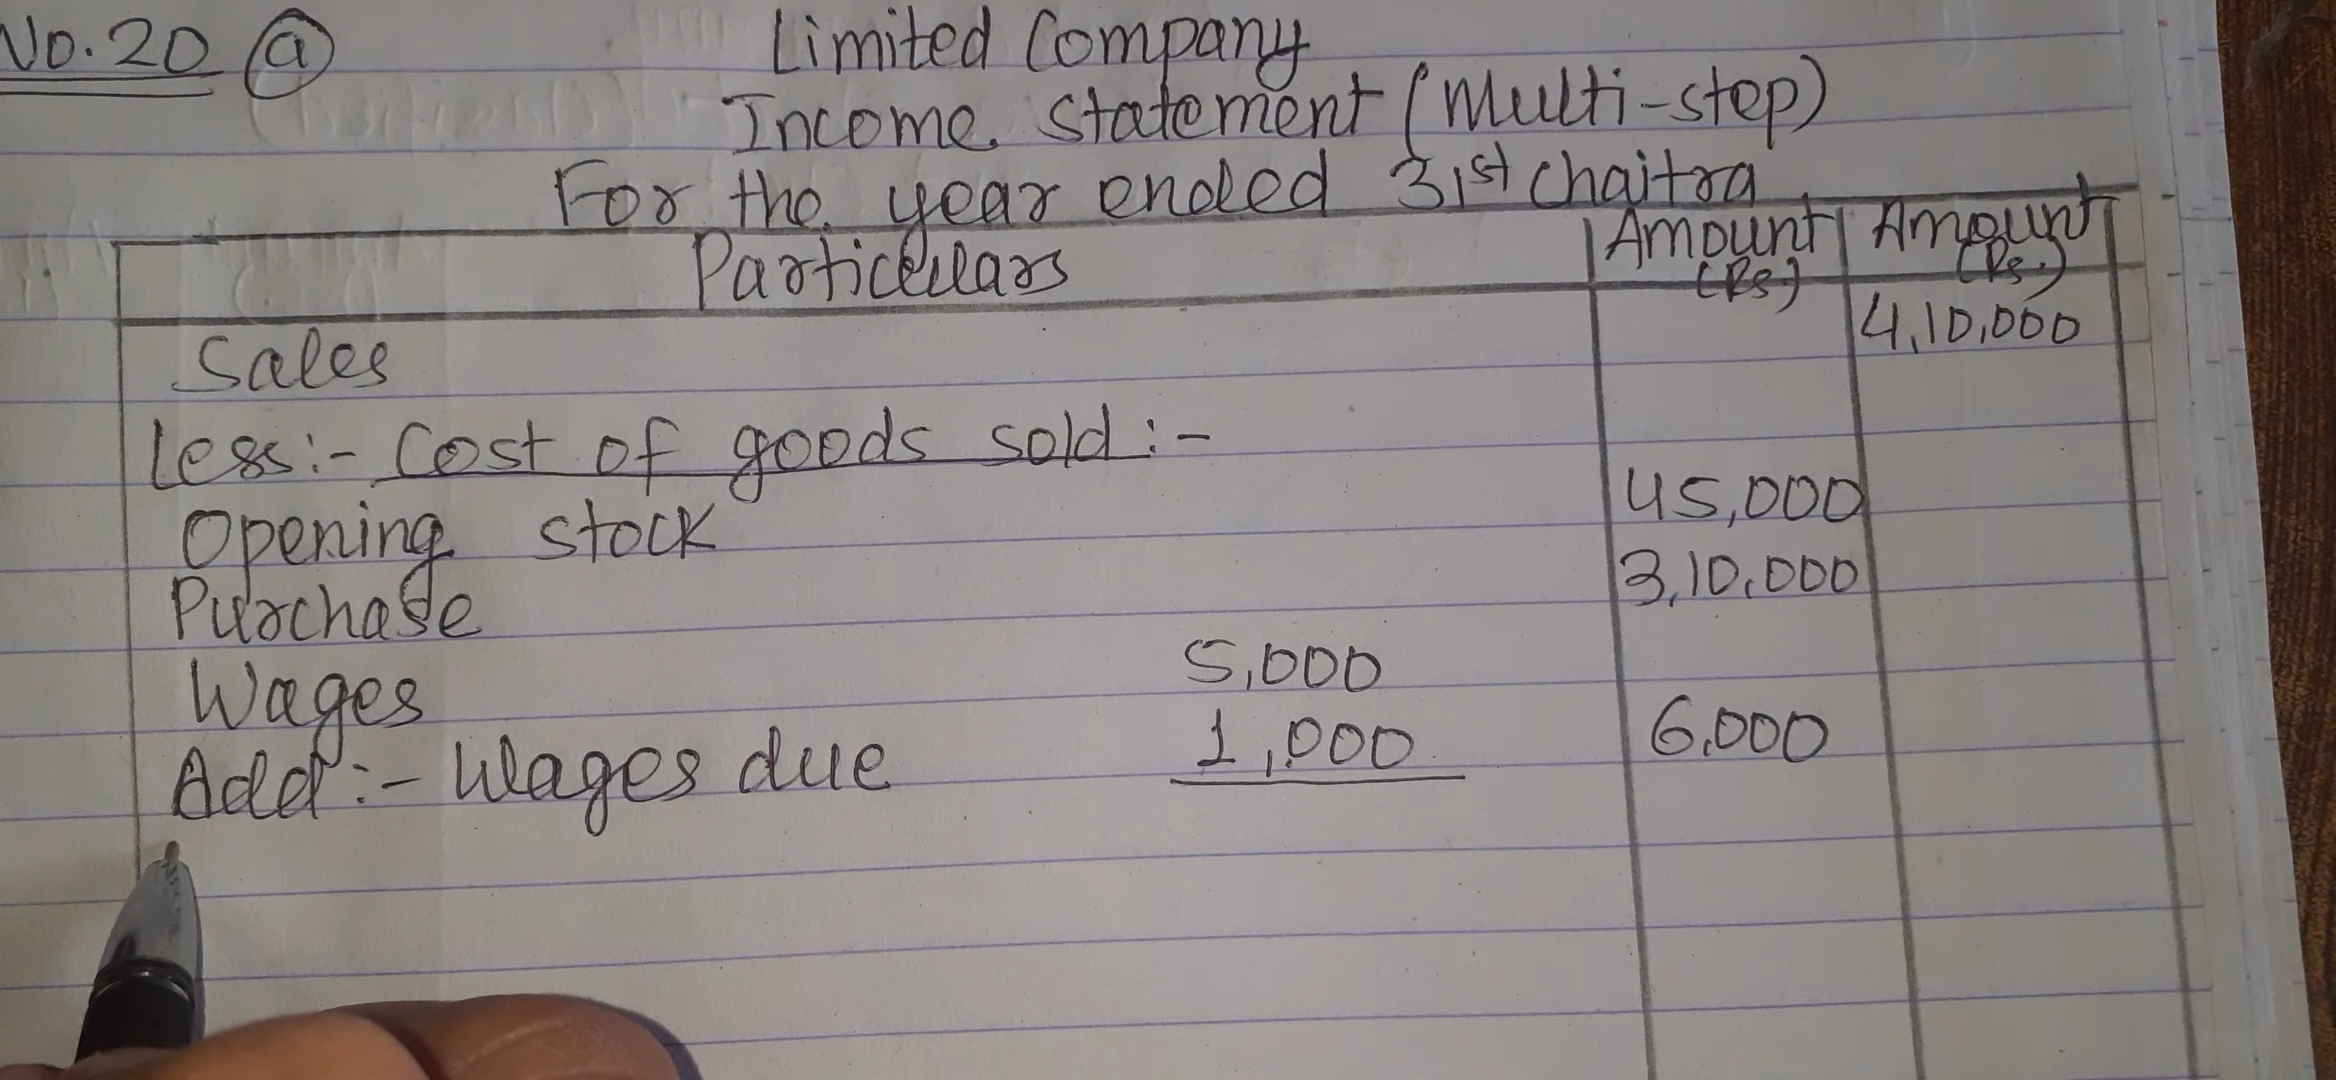 No. 20 (a)
Limited Company
Income Statement (Multi-step)
For the year ended 31st chaitra
Particulars Amount (Rs) Amount (Rs.)
Sales 4,10,000
Less:- Cost of goods sold:-
Opening stock 45,000
Purchase 3,10,000
Wages 5,000
Add:- Wages due 1,000 6,000